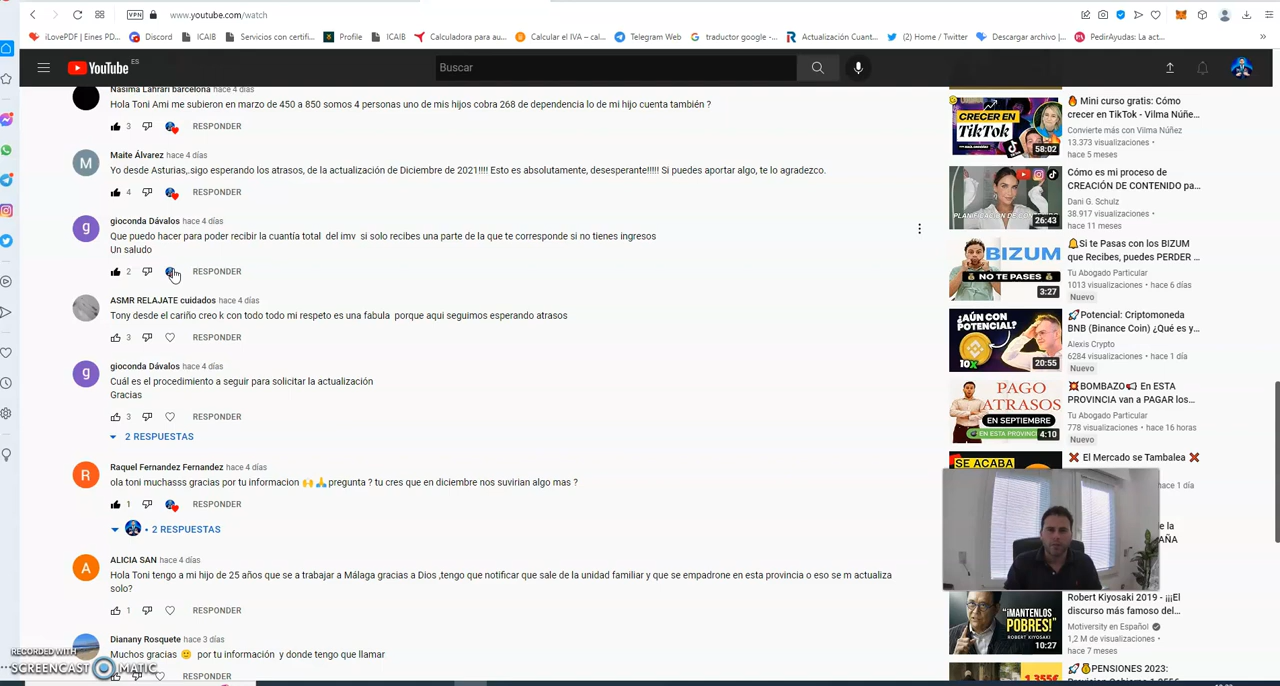 VPN
www.youtube.com/watch
iLovePDF | Eines PD...
Discord
ICAIB
Servicios con certifi...
Profile
ICAIB
Calculadora para au...
Calcular el IVA – cal...
Telegram Web
traductor google -...
Actualización Cuant...
(2) Home / Twitter
Descargar archivo |...
PedirAyudas: La act...
YouTube ES
Buscar
Nasima Lahrari barcelona hace 4 días
Hola Toni Ami me subieron en marzo de 450 a 850 somos 4 personas uno de mis hijos cobra 268 de dependencia lo de mi hijo cuenta también ?
3 RESPONDER
M
Maite Álvarez hace 4 días
Yo desde Asturias,.sigo esperando los atrasos, de la actualización de Diciembre de 2021!!!! Esto es absolutamente, desesperante!!!!! Si puedes aportar algo, te lo agradezco.
4 RESPONDER
g
gioconda Dávalos hace 4 días
Que puedo hacer para poder recibir la cuantía total del imv si solo recibes una parte de la que te corresponde si no tienes ingresos
Un saludo
2 RESPONDER
ASMR RELAJATE cuidados hace 4 días
Tony desde el cariño creo k con todo todo mi respeto es una fabula porque aqui seguimos esperando atrasos
3 RESPONDER
g
gioconda Dávalos hace 4 días
Cuál es el procedimiento a seguir para solicitar la actualización
Gracias
3 RESPONDER
2 RESPUESTAS
R
Raquel Fernandez Fernandez hace 4 días
ola toni muchasss gracias por tu informacion 🙌🙏pregunta ? tu cres que en diciembre nos suvirian algo mas ?
1 RESPONDER
• 2 RESPUESTAS
A
ALICIA SAN hace 4 días
Hola Toni tengo a mi hijo de 25 años que se a trabajar a Málaga gracias a Dios ,tengo que notificar que sale de la unidad familiar y que se empadrone en esta provincia o eso se m actualiza
solo?
1 RESPONDER
Dianany Rosquete hace 3 días
Muchos gracias 🙂 por tu información y donde tengo que llamar
RESPONDER
RECORDED WITH
SCREENCAST MATIC
CRECER EN
TikTok
58:02
🔥 Mini curso gratis: Cómo
crecer en TikTok - Vilma Núñe...
Convierte más con Vilma Núñez
13.373 visualizaciones •
hace 5 meses
PLANIFICACIÓN DE
26:43
Cómo es mi proceso de
CREACIÓN DE CONTENIDO pa...
Dani G. Schulz
38.917 visualizaciones •
hace 11 meses
BIZUM
NO TE PASES
3:27
🔔Si te Pasas con los BIZUM
que Recibes, puedes PERDER ...
Tu Abogado Particular
1013 visualizaciones • hace 6 días
Nuevo
¿AÚN CON
POTENCIAL?
10X
20:55
🚀Potencial: Criptomoneda
BNB (Binance Coin) ¿Qué es y...
Alexis Crypto
6284 visualizaciones • hace 1 día
Nuevo
PAGO
ATRASOS
EN SEPTIEMBRE
EN ESTA PROVINCIA
4:10
💥BOMBAZO📢 En ESTA
PROVINCIA van a PAGAR los...
Tu Abogado Particular
778 visualizaciones • hace 16 horas
Nuevo
SE ACABA
❌ El Mercado se Tambalea ❌
hace 1 día
de la
AÑA
¡MANTENLOS
POBRES!"
10:27
Robert Kiyosaki 2019 - ¡¡¡El
discurso más famoso del...
Motiversity en Español
1,2 M de visualizaciones •
hace 7 meses
1.355€
🚀💰PENSIONES 2023: